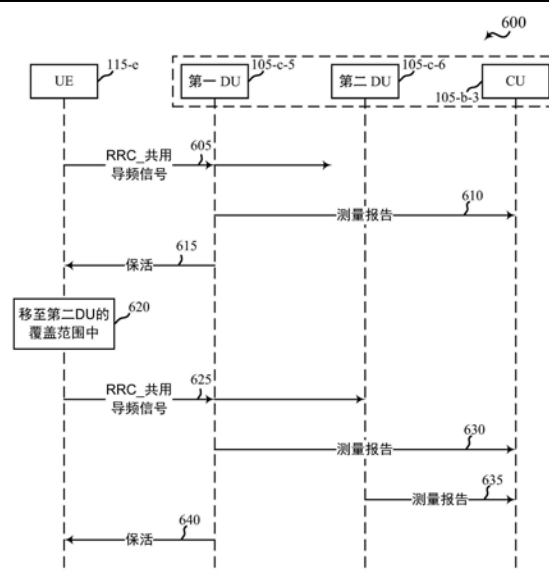 600
115-c
105-c-5
105-c-6
UE
第一 DU
第二 DU
CU
105-b-3
RRC_共用
导频信号
605
测量报告
610
保活
615
移至第二DU的
覆盖范围中
620
RRC_共用
导频信号
625
测量报告
630
测量报告
635
保活
640